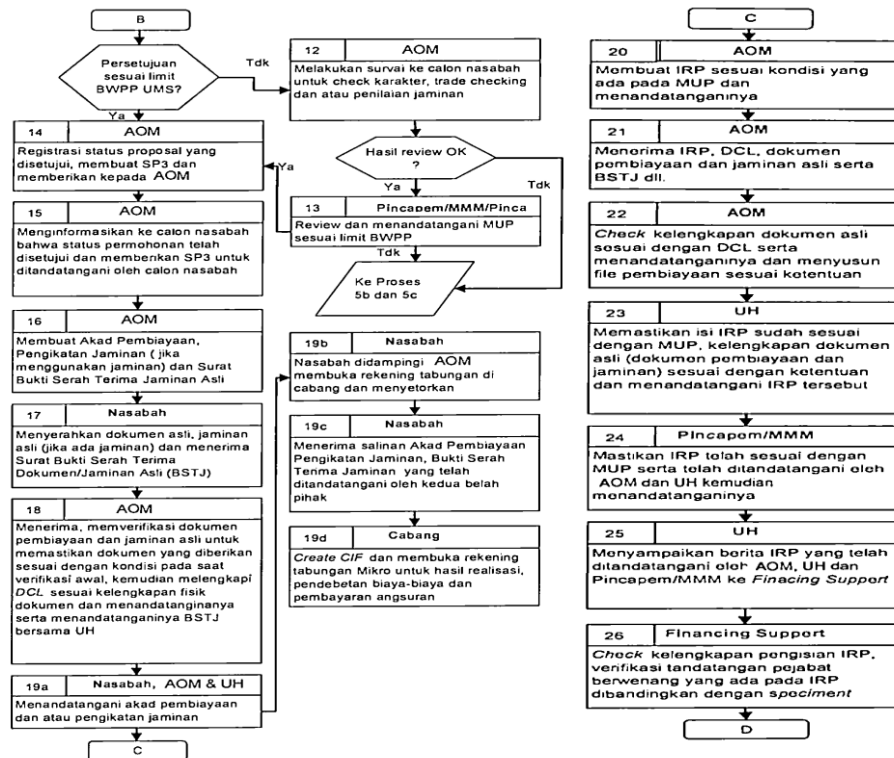 B
Persetujuan
sesuai limit
BWPP UMS?
Tdk
Ya
14 AOM
Registrasi status proposal yang
disetujui, membuat SP3 dan
memberikan kepada AOM
15 AOM
Menginformasikan ke calon nasabah
bahwa status permohonan telah
disetujui dan memberikan SP3 untuk
ditandatangani oleh calon nasabah
16 AOM
Membuat Akad Pembiayaan,
Pengikatan Jaminan ( jika
menggunakan jaminan) dan Surat
Bukti Serah Terima Jaminan Asli
17 Nasabah
Menyerahkan dokumen asli, jaminan
asli (jika ada jaminan) dan menerima
Surat Bukti Serah Terima
Dokumen/Jaminan Asli (BSTJ)
18 AOM
Menerima, memverifikasi dokumen
pembiayaan dan jaminan asli untuk
memastikan dokumen yang diberikan
sesuai dengan kondisi pada saat
verifikasi awal, kemudian melengkapi
DCL sesuai kelengkapan fisik
dokumen dan menandatanginanya
serta menandatanganinya BSTJ
bersama UH
19a Nasabah, AOM & UH
Menandatangani akad pembiayaan
dan atau pengikatan jaminan
C
12 AOM
Melakukan survai ke calon nasabah
untuk check karakter, trade checking
dan atau penilaian jaminan
Hasil review OK
?
Ya
Tdk
Ya
13 Pincapem/MMM/Pinca
Review dan menandatangani MUP
sesuai limit BWPP
Tdk
Ke Proses
5b dan 5c
19b Nasabah
Nasabah didampingi AOM
membuka rekening tabungan di
cabang dan menyetorkan
19c Nasabah
Menerima salinan Akad Pembiayaan
Pengikatan Jaminan, Bukti Serah
Terima Jaminan yang telah
ditandatangani oleh kedua belah
pihak
19d Cabang
Create CIF dan membuka rekening
tabungan Mikro untuk hasil realisasi,
pendebetan biaya-biaya dan
pembayaran angsuran
C
20 AOM
Membuat IRP sesuai kondisi yang
ada pada MUP dan
menandatanganinya
21 AOM
Menerima IRP, DCL, dokumen
pembiayaan dan jaminan asli serta
BSTJ dll.
22 AOM
Check kelengkapan dokumen asli
sesuai dengan DCL serta
menandatanganinya dan menyusun
file pembiayaan sesuai ketentuan
23 UH
Memastikan isi IRP sudah sesuai
dengan MUP, kelengkapan dokumen
asli (dokumen pembiayaan dan
jaminan) sesuai dengan ketentuan
dan menandatangani IRP tersebut
24 Pincapem/MMM
Mastikan IRP telah sesuai dengan
MUP serta telah ditandatangani oleh
AOM dan UH kemudian
menandatanganinya
25 UH
Menyampaikan berita IRP yang telah
ditandatangani oleh AOM, UH dan
Pincapem/MMM ke Finacing Support
26 Financing Support
Check kelengkapan pengisian IRP,
verifikasi tandatangan pejabat
berwenang yang ada pada IRP
dibandingkan dengan speciment
D